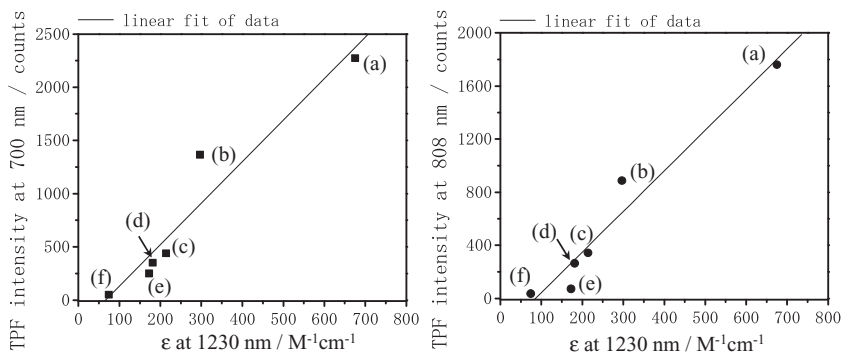 linear fit of data
TPF intensity at 700 nm / counts
2500
2000
1500
1000
500
0
(a)
(b)
(c)
(d)
(e)
(f)
0 100 200 300 400 500 600 700 800
ε at 1230 nm / M⁻¹cm⁻¹
linear fit of data
TPF intensity at 808 nm / counts
2000
1600
1200
800
400
0
(a)
(b)
(c)
(d)
(e)
(f)
0 100 200 300 400 500 600 700 800
ε at 1230 nm / M⁻¹cm⁻¹